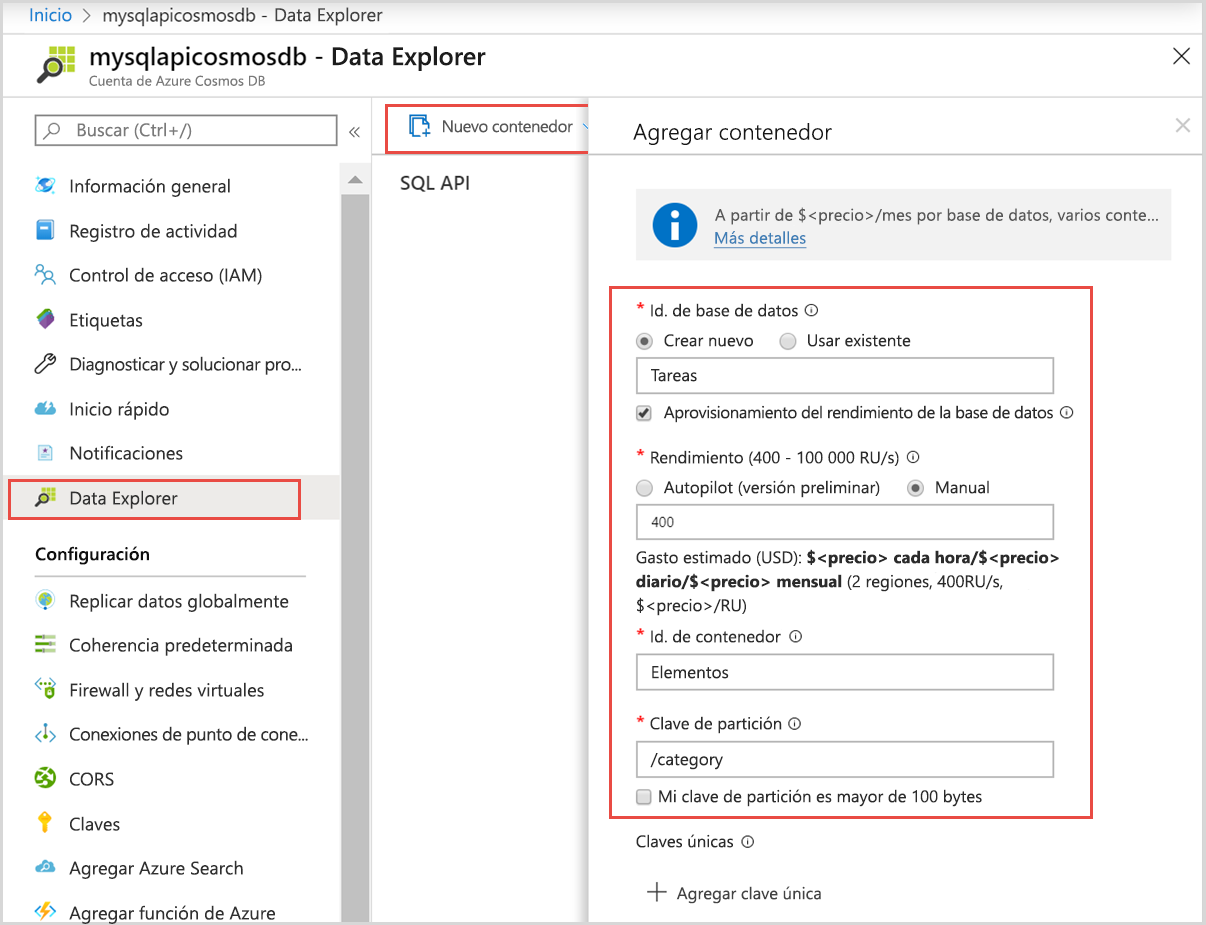 Inicio > mysqlapicosmosdb - Data Explorer
mysqlapicosmosdb - Data Explorer
Cuenta de Azure Cosmos DB
Buscar (Ctrl+/)
«
Información general
Registro de actividad
Control de acceso (IAM)
Etiquetas
Diagnosticar y solucionar pro...
Inicio rápido
Notificaciones
Data Explorer
Configuración
Replicar datos globalmente
Coherencia predeterminada
Firewall y redes virtuales
Conexiones de punto de cone...
CORS
Claves
Agregar Azure Search
Agregar función de Azure
Nuevo contenedor
SQL API
Agregar contenedor
A partir de $<precio>/mes por base de datos, varios conte...
Más detalles
* Id. de base de datos
Crear nuevo Usar existente
Tareas
Aprovisionamiento del rendimiento de la base de datos
* Rendimiento (400 - 100 000 RU/s)
Autopilot (versión preliminar) Manual
400
Gasto estimado (USD): $<precio> cada hora/$<precio>
diario/$<precio> mensual (2 regiones, 400RU/s,
$<precio>/RU)
* Id. de contenedor
Elementos
* Clave de partición
/category
Mi clave de partición es mayor de 100 bytes
Claves únicas
+ Agregar clave única